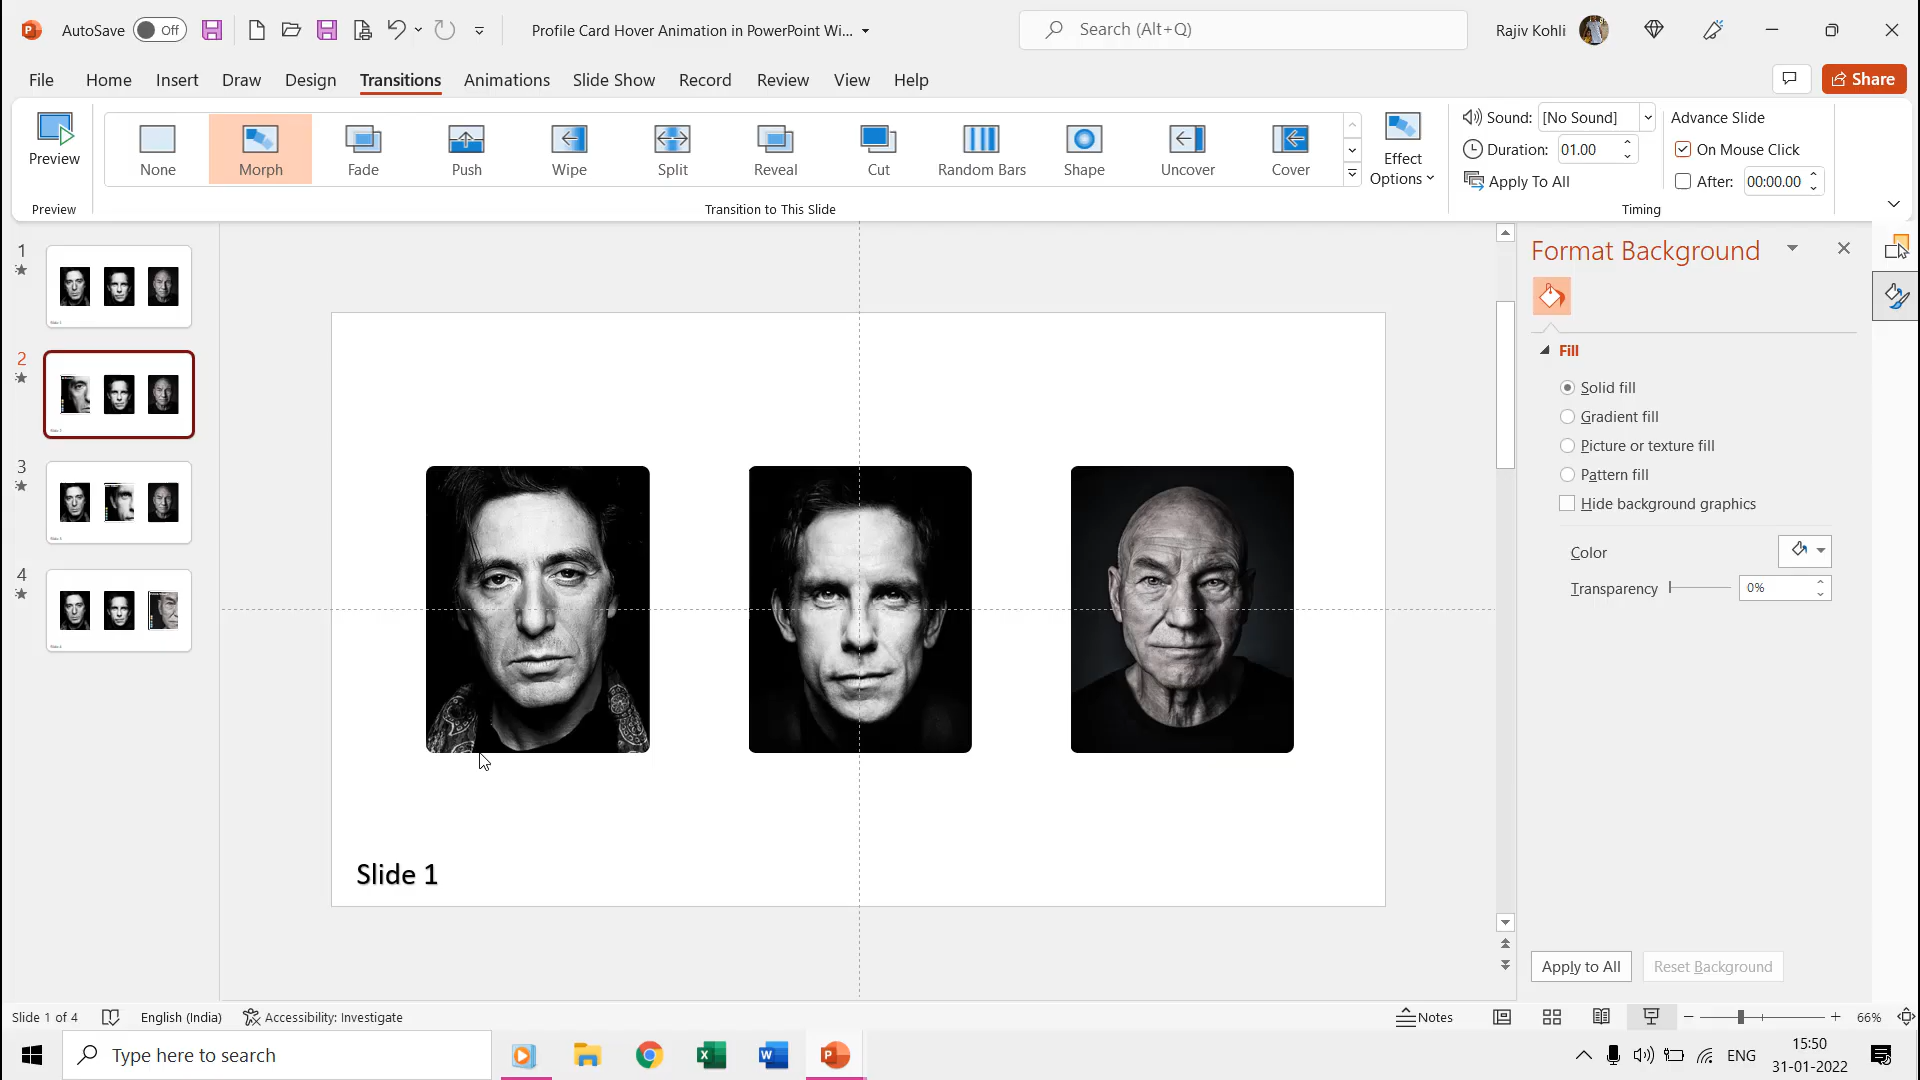 AutoSave Off Profile Card Hover Animation in PowerPoint Wi... Search (Alt+Q) Rajiv Kohli
File Home Insert Draw Design Transitions Animations Slide Show Record Review View Help Share
Preview
None Morph Fade Push Wipe Split Reveal Cut Random Bars Shape Uncover Cover
Effect
Options
Sound: [No Sound]
Duration: 01.00
Apply To All
Advance Slide
On Mouse Click
After: 00:00.00
Preview Transition to This Slide Timing
1
2
3
4
Slide 1
Format Background
Fill
Solid fill
Gradient fill
Picture or texture fill
Pattern fill
Hide background graphics
Color
Transparency 0%
Apply to All Reset Background
Slide 1 of 4 English (India) Accessibility: Investigate Notes 66%
Type here to search ENG 15:50
31-01-2022